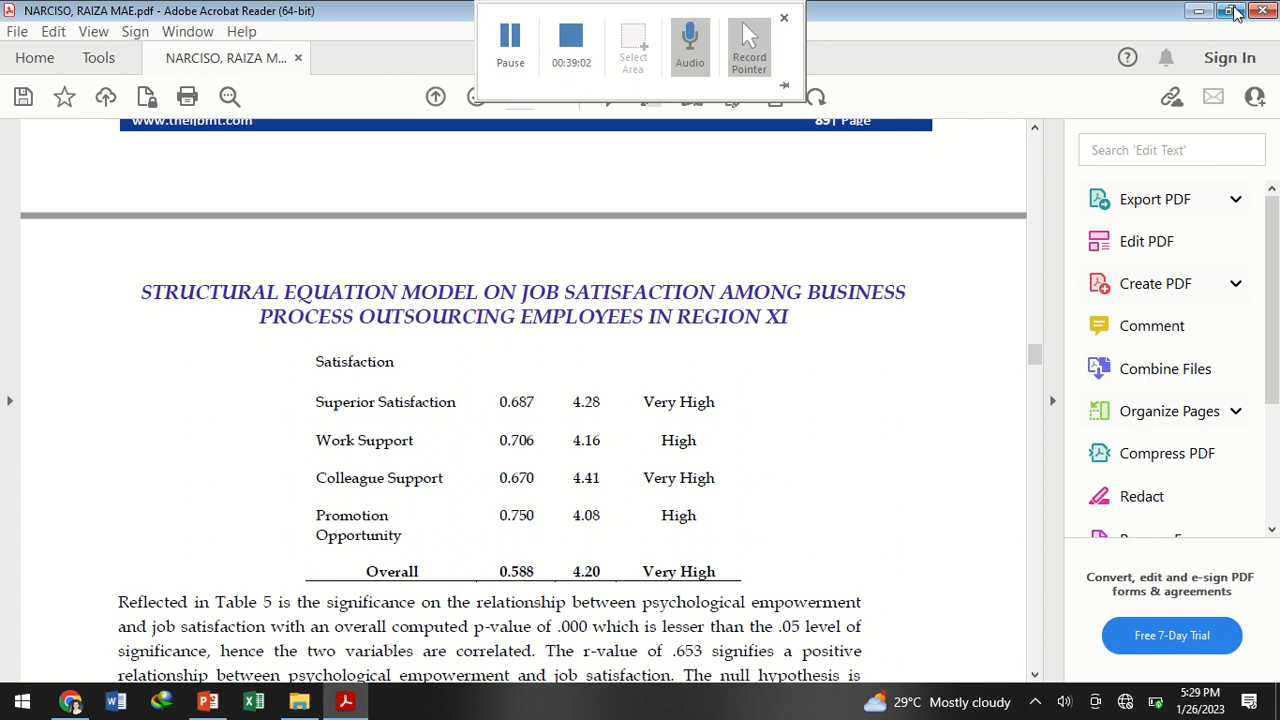 NARCISO, RAIZA MAE.pdf - Adobe Acrobat Reader (64-bit)
File Edit View Sign Window Help
Home Tools NARCISO, RAIZA M... Sign In
Pause 00:39:02 Select Area Audio Record Pointer
www.theijbmt.com 89| Page
Search 'Edit Text'
Export PDF
Edit PDF
Create PDF
Comment
Combine Files
Organize Pages
Compress PDF
Redact
Convert, edit and e-sign PDF
forms & agreements
Free 7-Day Trial
STRUCTURAL EQUATION MODEL ON JOB SATISFACTION AMONG BUSINESS
PROCESS OUTSOURCING EMPLOYEES IN REGION XI
Satisfaction
Superior Satisfaction 0.687 4.28 Very High
Work Support 0.706 4.16 High
Colleague Support 0.670 4.41 Very High
Promotion 0.750 4.08 High
Opportunity
Overall 0.588 4.20 Very High
Reflected in Table 5 is the significance on the relationship between psychological empowerment
and job satisfaction with an overall computed p-value of .000 which is lesser than the .05 level of
significance, hence the two variables are correlated. The r-value of .653 signifies a positive
relationship between psychological empowerment and job satisfaction. The null hypothesis is
29°C Mostly cloudy
5:29 PM
1/26/2023